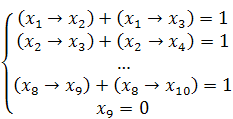 (x₁ → x₂) + (x₁ → x₃) = 1
(x₂ → x₃) + (x₂ → x₄) = 1
...
(x₈ → x₉) + (x₈ → x₁₀) = 1
x₉ = 0